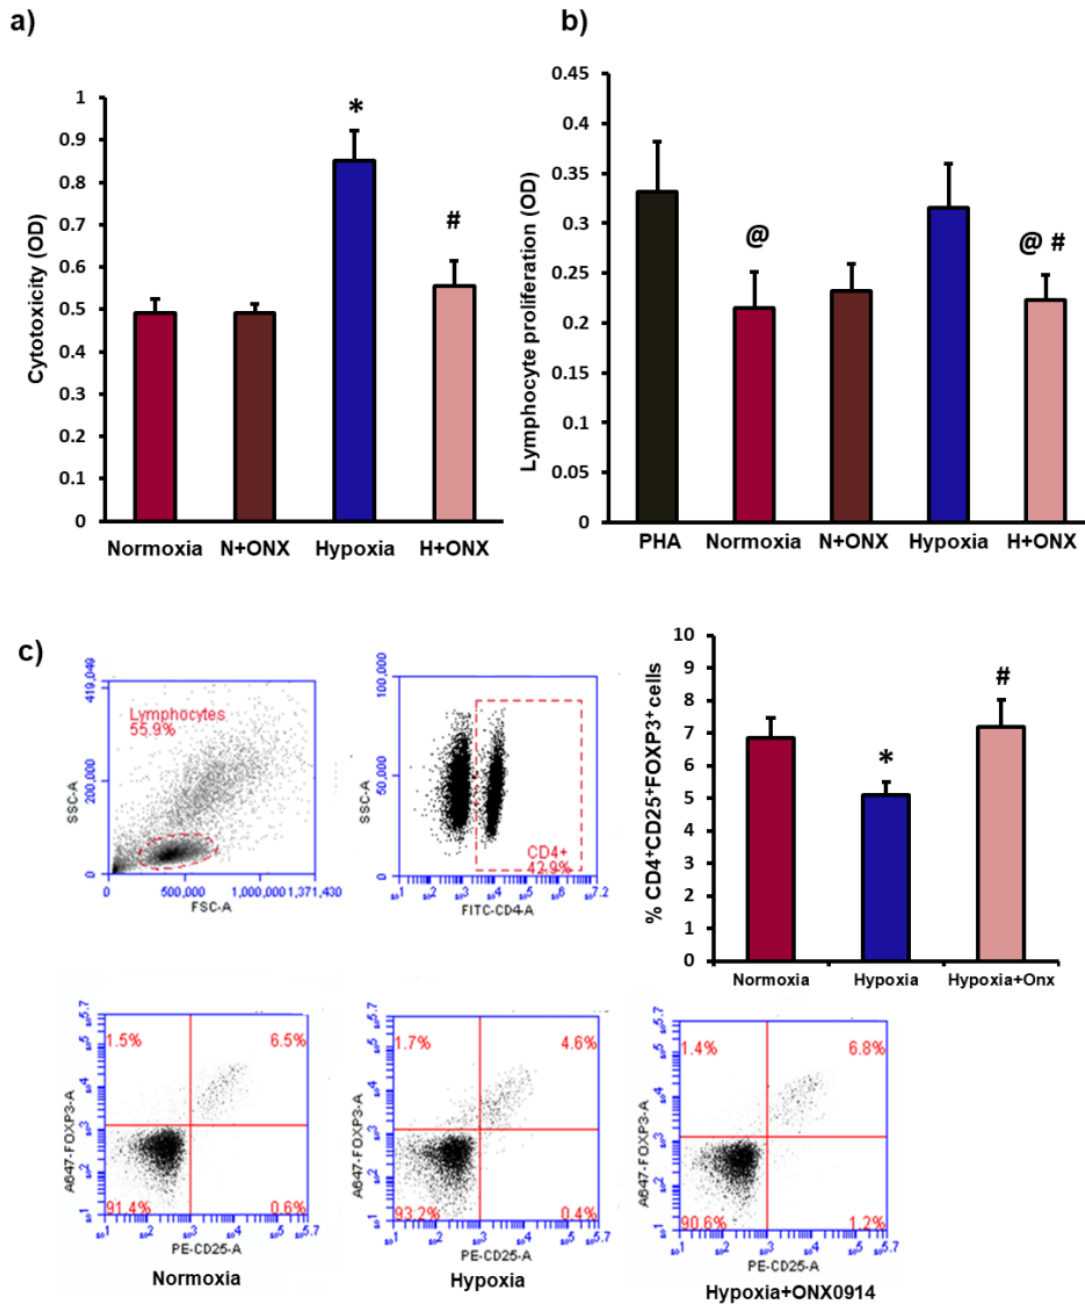 a)
b)
Cytotoxicity (OD)
1
0.9
0.8
0.7
0.6
0.5
0.4
0.3
0.2
0.1
0
*
#
Normoxia N+ONX Hypoxia H+ONX
Lymphocyte proliferation (OD)
0.45
0.4
0.35
0.3
0.25
0.2
0.15
0.1
0.05
0
@
@ #
PHA Normoxia N+ONX Hypoxia H+ONX
c)
SSC-A
419,049
200,000
0
Lymphocytes
55.9%
0 500,000 1,000,000 1,371,430
FSC-A
SSC-A
100,000
50,000
0
CD4+
42.9%
FITC-CD4-A
% CD4+CD25+FOXP3+ cells
10
9
8
7
6
5
4
3
2
1
0
*
#
Normoxia Hypoxia Hypoxia+Onx
A647-FOXP3-A
1.5% 6.5%
91.4% 0.6%
PE-CD25-A
Normoxia
A647-FOXP3-A
1.7% 4.6%
93.2% 0.4%
PE-CD25-A
Hypoxia
A647-FOXP3-A
1.4% 6.8%
90.6% 1.2%
PE-CD25-A
Hypoxia+ONX0914